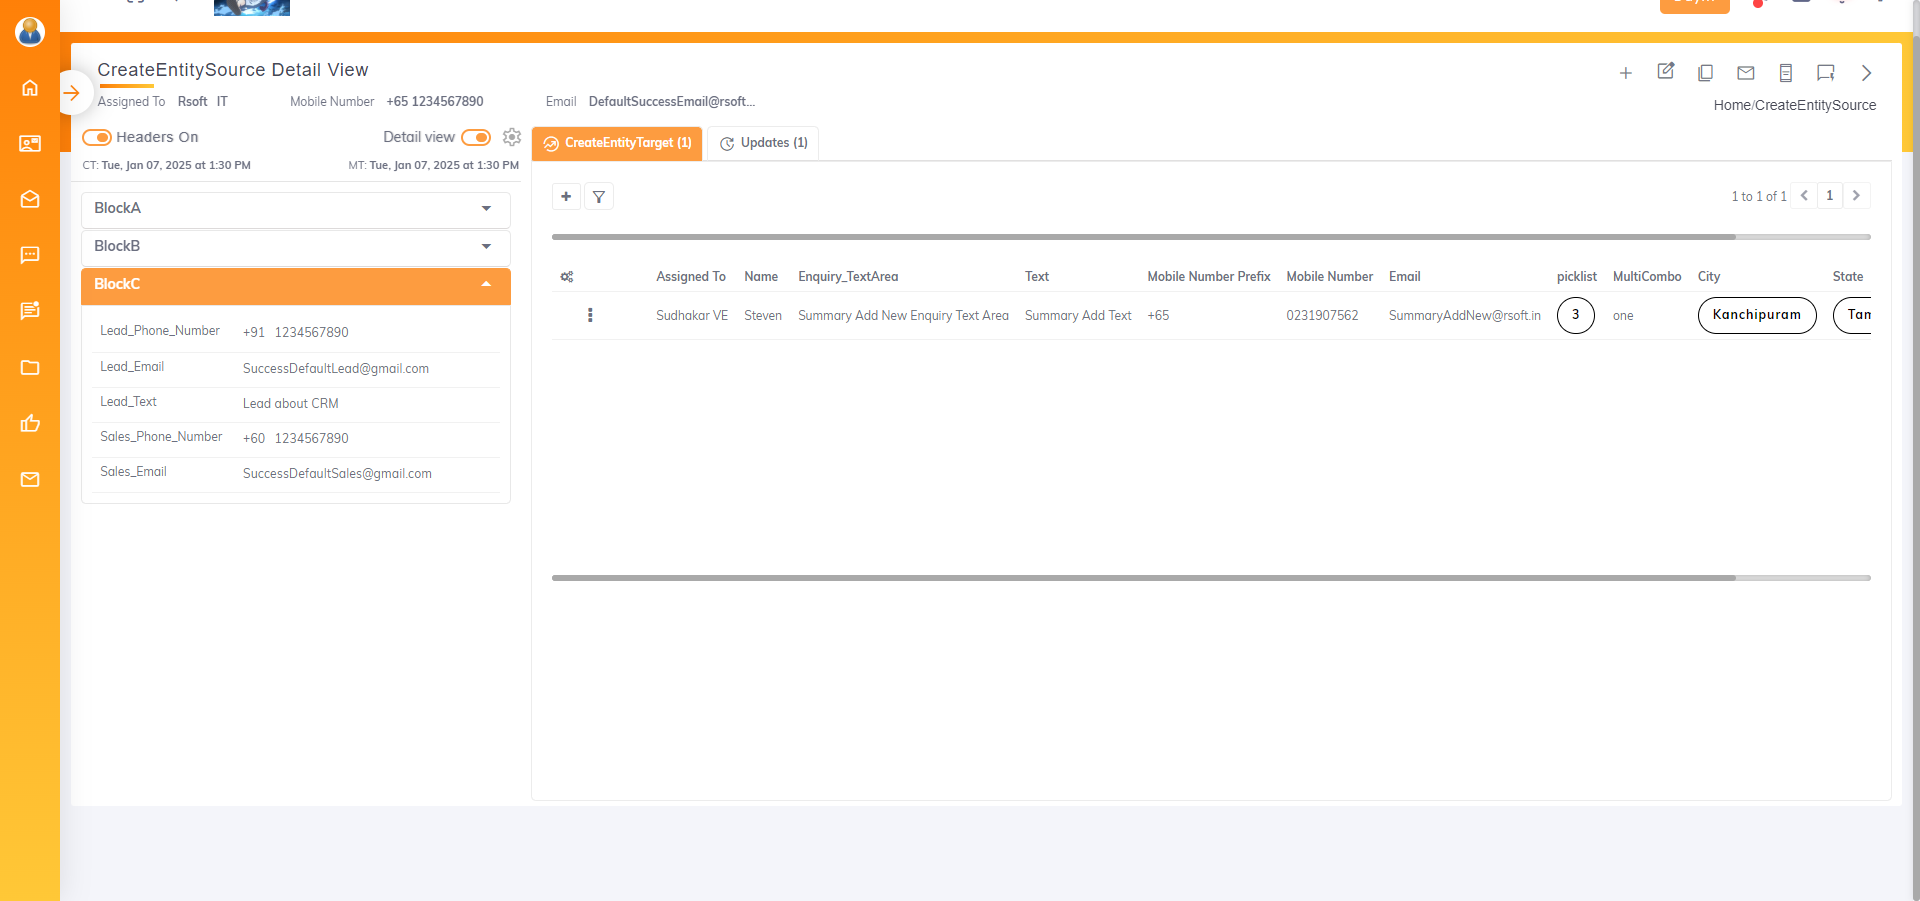 CreateEntitySource Detail View
Assigned To Rsoft IT Mobile Number +65 1234567890 Email DefaultSuccessEmail@rsoft...
Home/CreateEntitySource
Headers On Detail view
CT: Tue, Jan 07, 2025 at 1:30 PM MT: Tue, Jan 07, 2025 at 1:30 PM
BlockA
BlockB
BlockC
Lead_Phone_Number +91 1234567890
Lead_Email SuccessDefaultLead@gmail.com
Lead_Text Lead about CRM
Sales_Phone_Number +60 1234567890
Sales_Email SuccessDefaultSales@gmail.com
CreateEntityTarget (1) Updates (1)
1 to 1 of 1 1
Assigned To Name Enquiry_TextArea Text Mobile Number Prefix Mobile Number Email picklist MultiCombo City State
Sudhakar VE Steven Summary Add New Enquiry Text Area Summary Add Text +65 0231907562 SummaryAddNew@rsoft.in 3 one Kanchipuram Tam